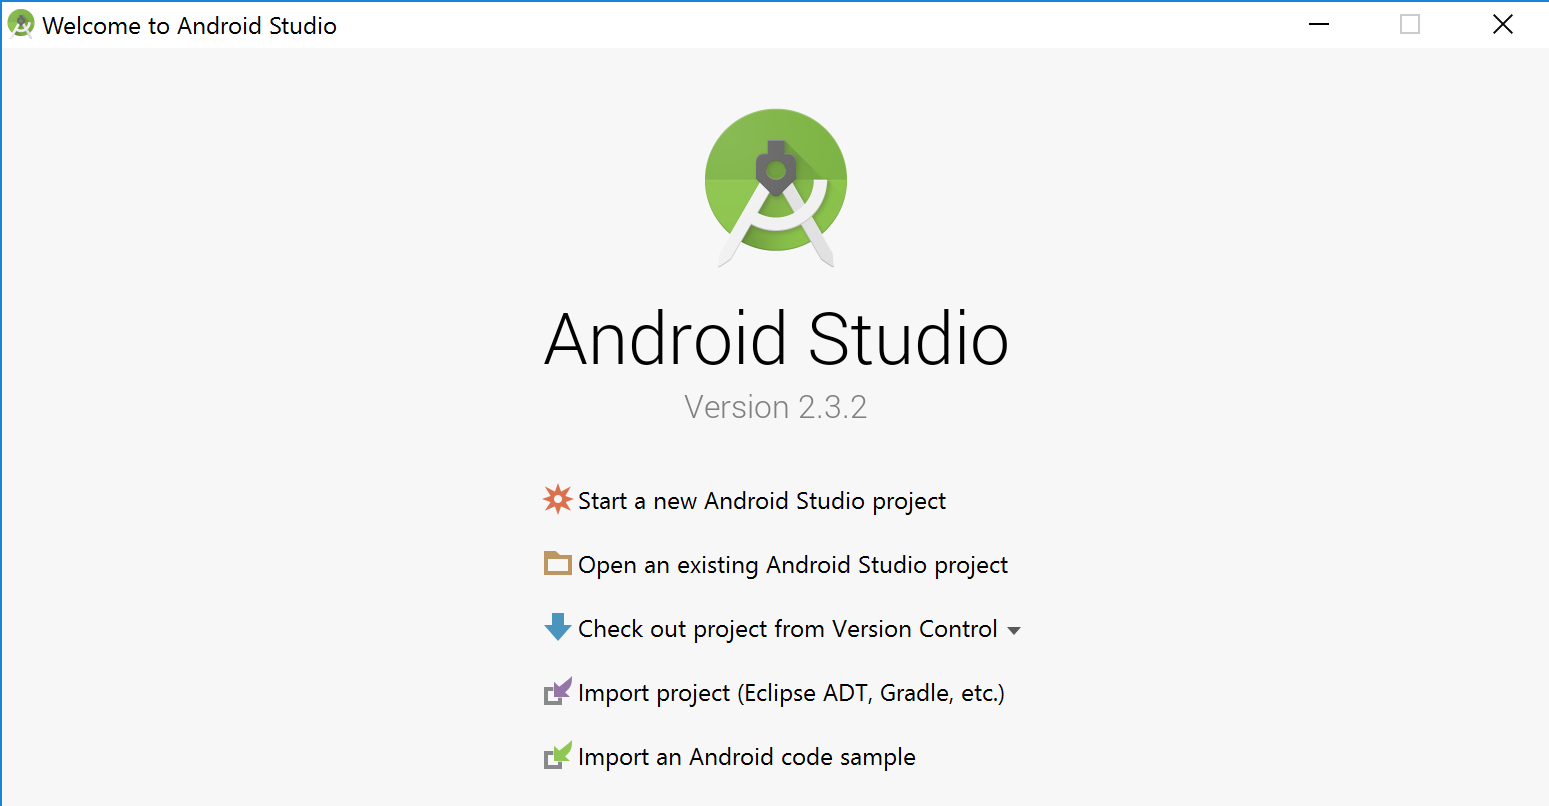 Welcome to Android Studio
Android Studio
Version 2.3.2
Start a new Android Studio project
Open an existing Android Studio project
Check out project from Version Control
Import project (Eclipse ADT, Gradle, etc.)
Import an Android code sample